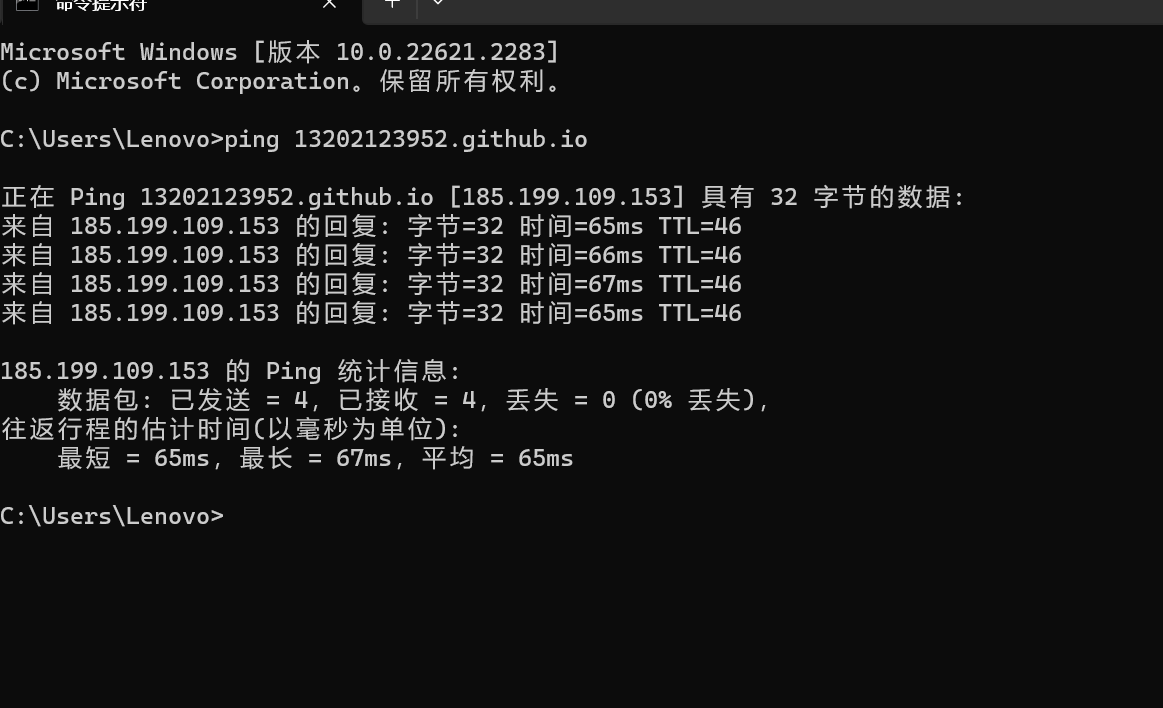 命令提示符
Microsoft Windows [版本 10.0.22621.2283]
(c) Microsoft Corporation。保留所有权利。
C:\Users\Lenovo>ping 13202123952.github.io
正在 Ping 13202123952.github.io [185.199.109.153] 具有 32 字节的数据:
来自 185.199.109.153 的回复: 字节=32 时间=65ms TTL=46
来自 185.199.109.153 的回复: 字节=32 时间=66ms TTL=46
来自 185.199.109.153 的回复: 字节=32 时间=67ms TTL=46
来自 185.199.109.153 的回复: 字节=32 时间=65ms TTL=46
185.199.109.153 的 Ping 统计信息:
    数据包: 已发送 = 4, 已接收 = 4, 丢失 = 0 (0% 丢失),
往返行程的估计时间(以毫秒为单位):
    最短 = 65ms, 最长 = 67ms, 平均 = 65ms
C:\Users\Lenovo>